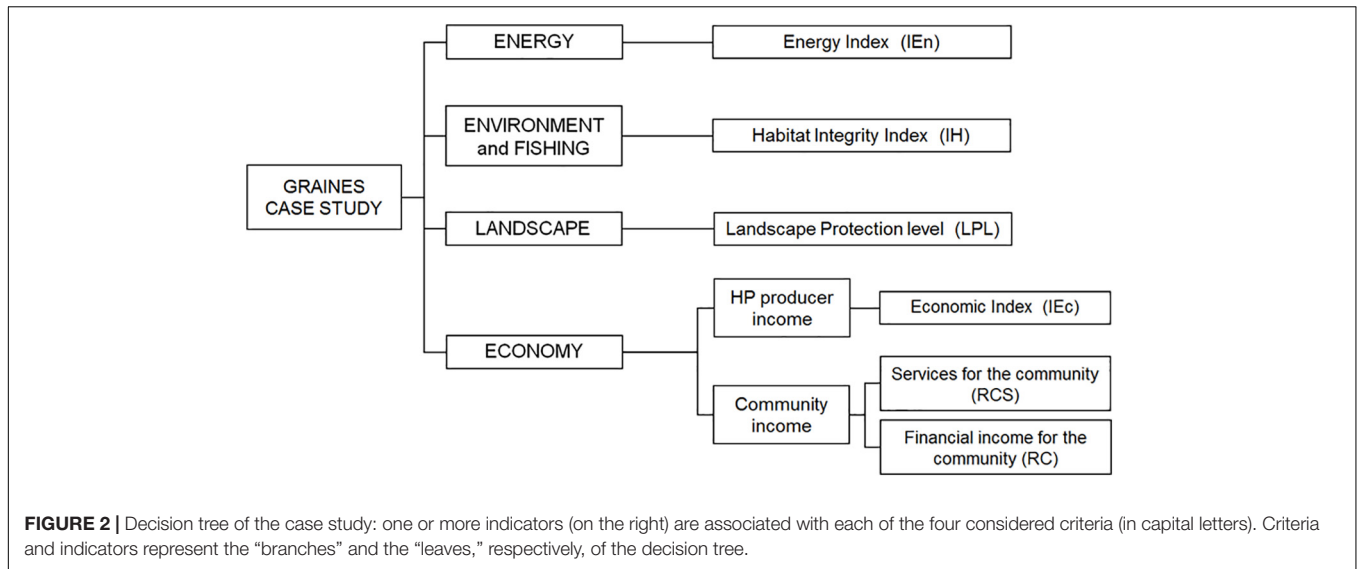 ENERGY
Energy Index (IEn)
ENVIRONMENT
and FISHING
Habitat Integrity Index (IH)
GRAINES
CASE STUDY
LANDSCAPE
Landscape Protection level (LPL)
HP producer
income
Economic Index (IEc)
ECONOMY
Services for the community
(RCS)
Community
income
Financial income for the
community (RC)
FIGURE 2 | Decision tree of the case study: one or more indicators (on the right) are associated with each of the four considered criteria (in capital letters). Criteria
and indicators represent the “branches” and the “leaves,” respectively, of the decision tree.